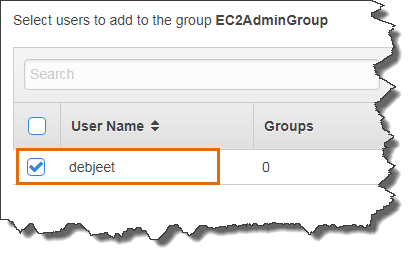 Select users to add to the group EC2AdminGroup
Search
User Name Groups
debjeet 0